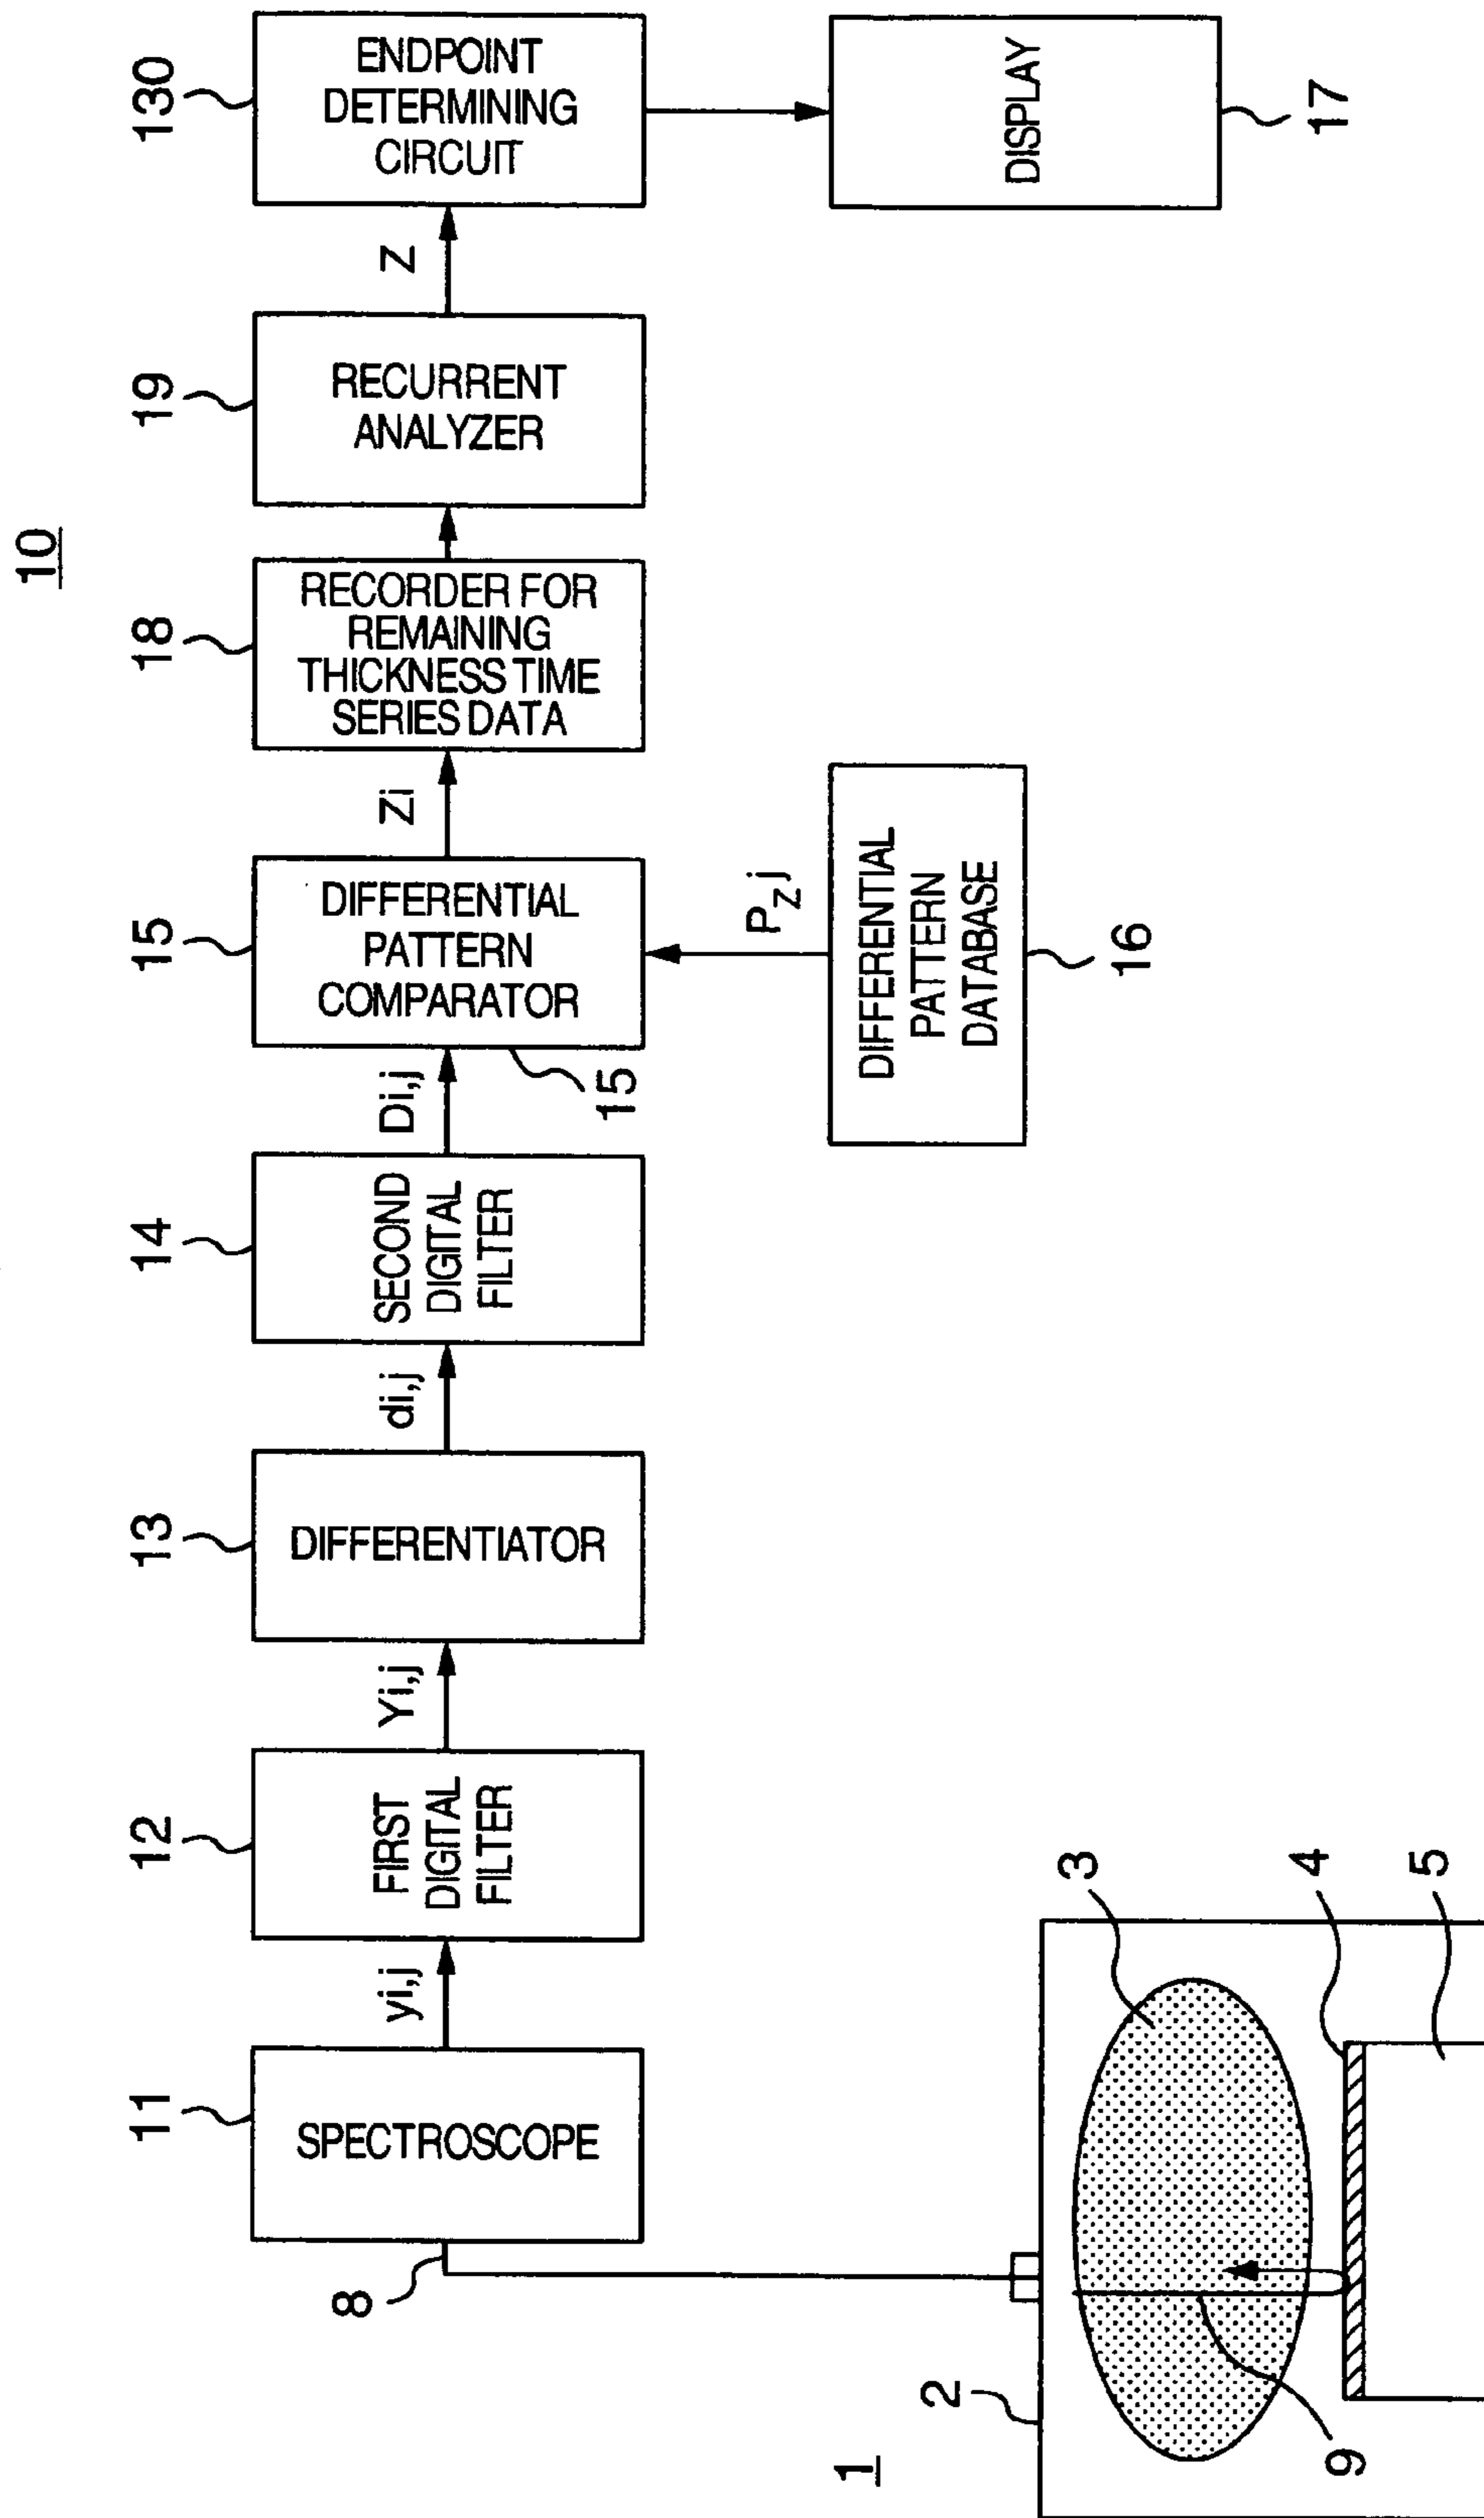 10
11
SPECTROSCOPE
8
yi,j
12
FIRST
DIGITAL
FILTER
Yi,j
13
DIFFERENTIATOR
di,j
14
SECOND
DIGITAL
FILTER
Di,j
15
DIFFERENTIAL
PATTERN
COMPARATOR
15
Zi
18
RECORDER FOR
REMAINING
THICKNESS TIME
SERIES DATA
19
RECURRENT
ANALYZER
Z
130
ENDPOINT
DETERMINING
CIRCUIT
PZj
DIFFERENTIAL
PATTERN
DATABASE
16
DISPLAY
17
1
2
3
4
5
9